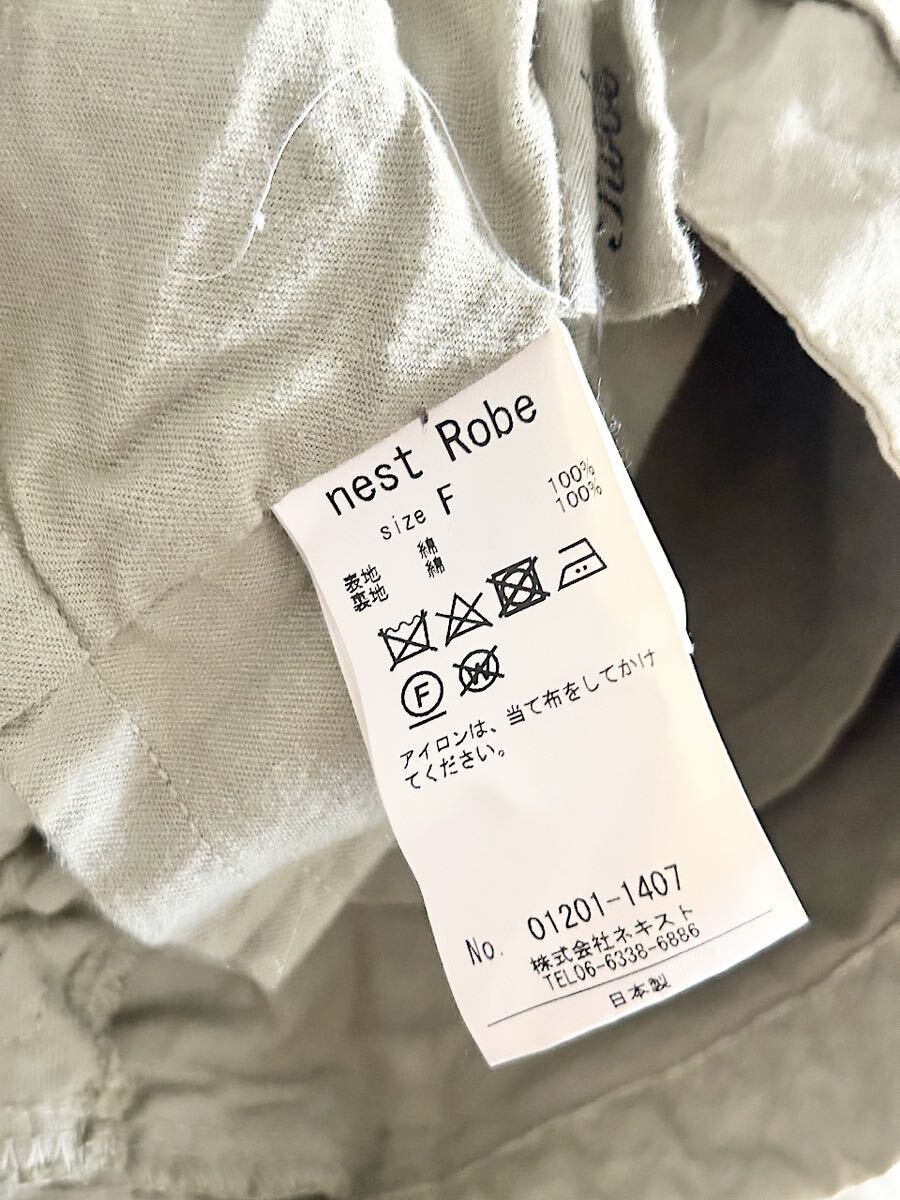 Robe
nest Robe
size F
表地 綿 100%
裏地 綿 100%
F W
アイロンは、当て布をしてかけ
てください。
No. 01201-1407
株式会社ネキスト
TEL06-6338-6886
日本製